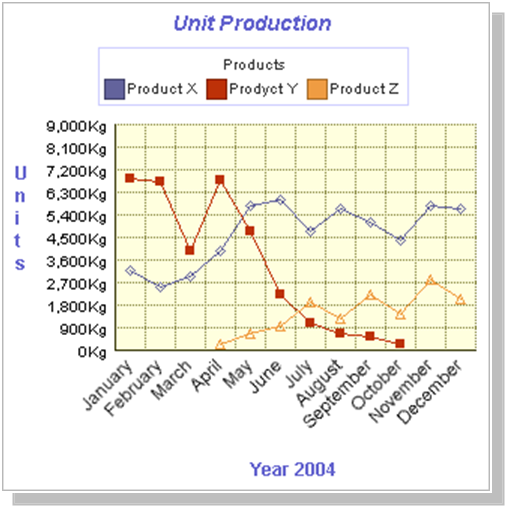 Unit Production
Products
Product X Prodyct Y Product Z
Units
9,000Kg
8,100Kg
7,200Kg
6,300Kg
5,400Kg
4,500Kg
3,600Kg
2,700Kg
1,800Kg
900Kg
0Kg
January
February
March
April
May
June
July
August
September
October
November
December
Year 2004